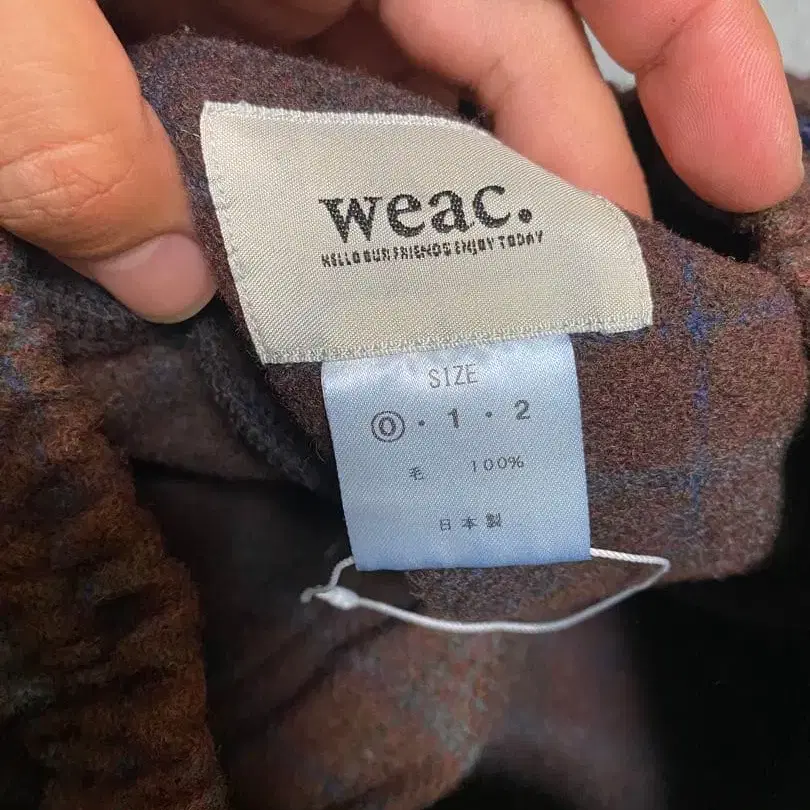 weac.
HELLO OUR FRIENDS ENJOY TODAY
SIZE
0・1・2
毛 100%
日本製